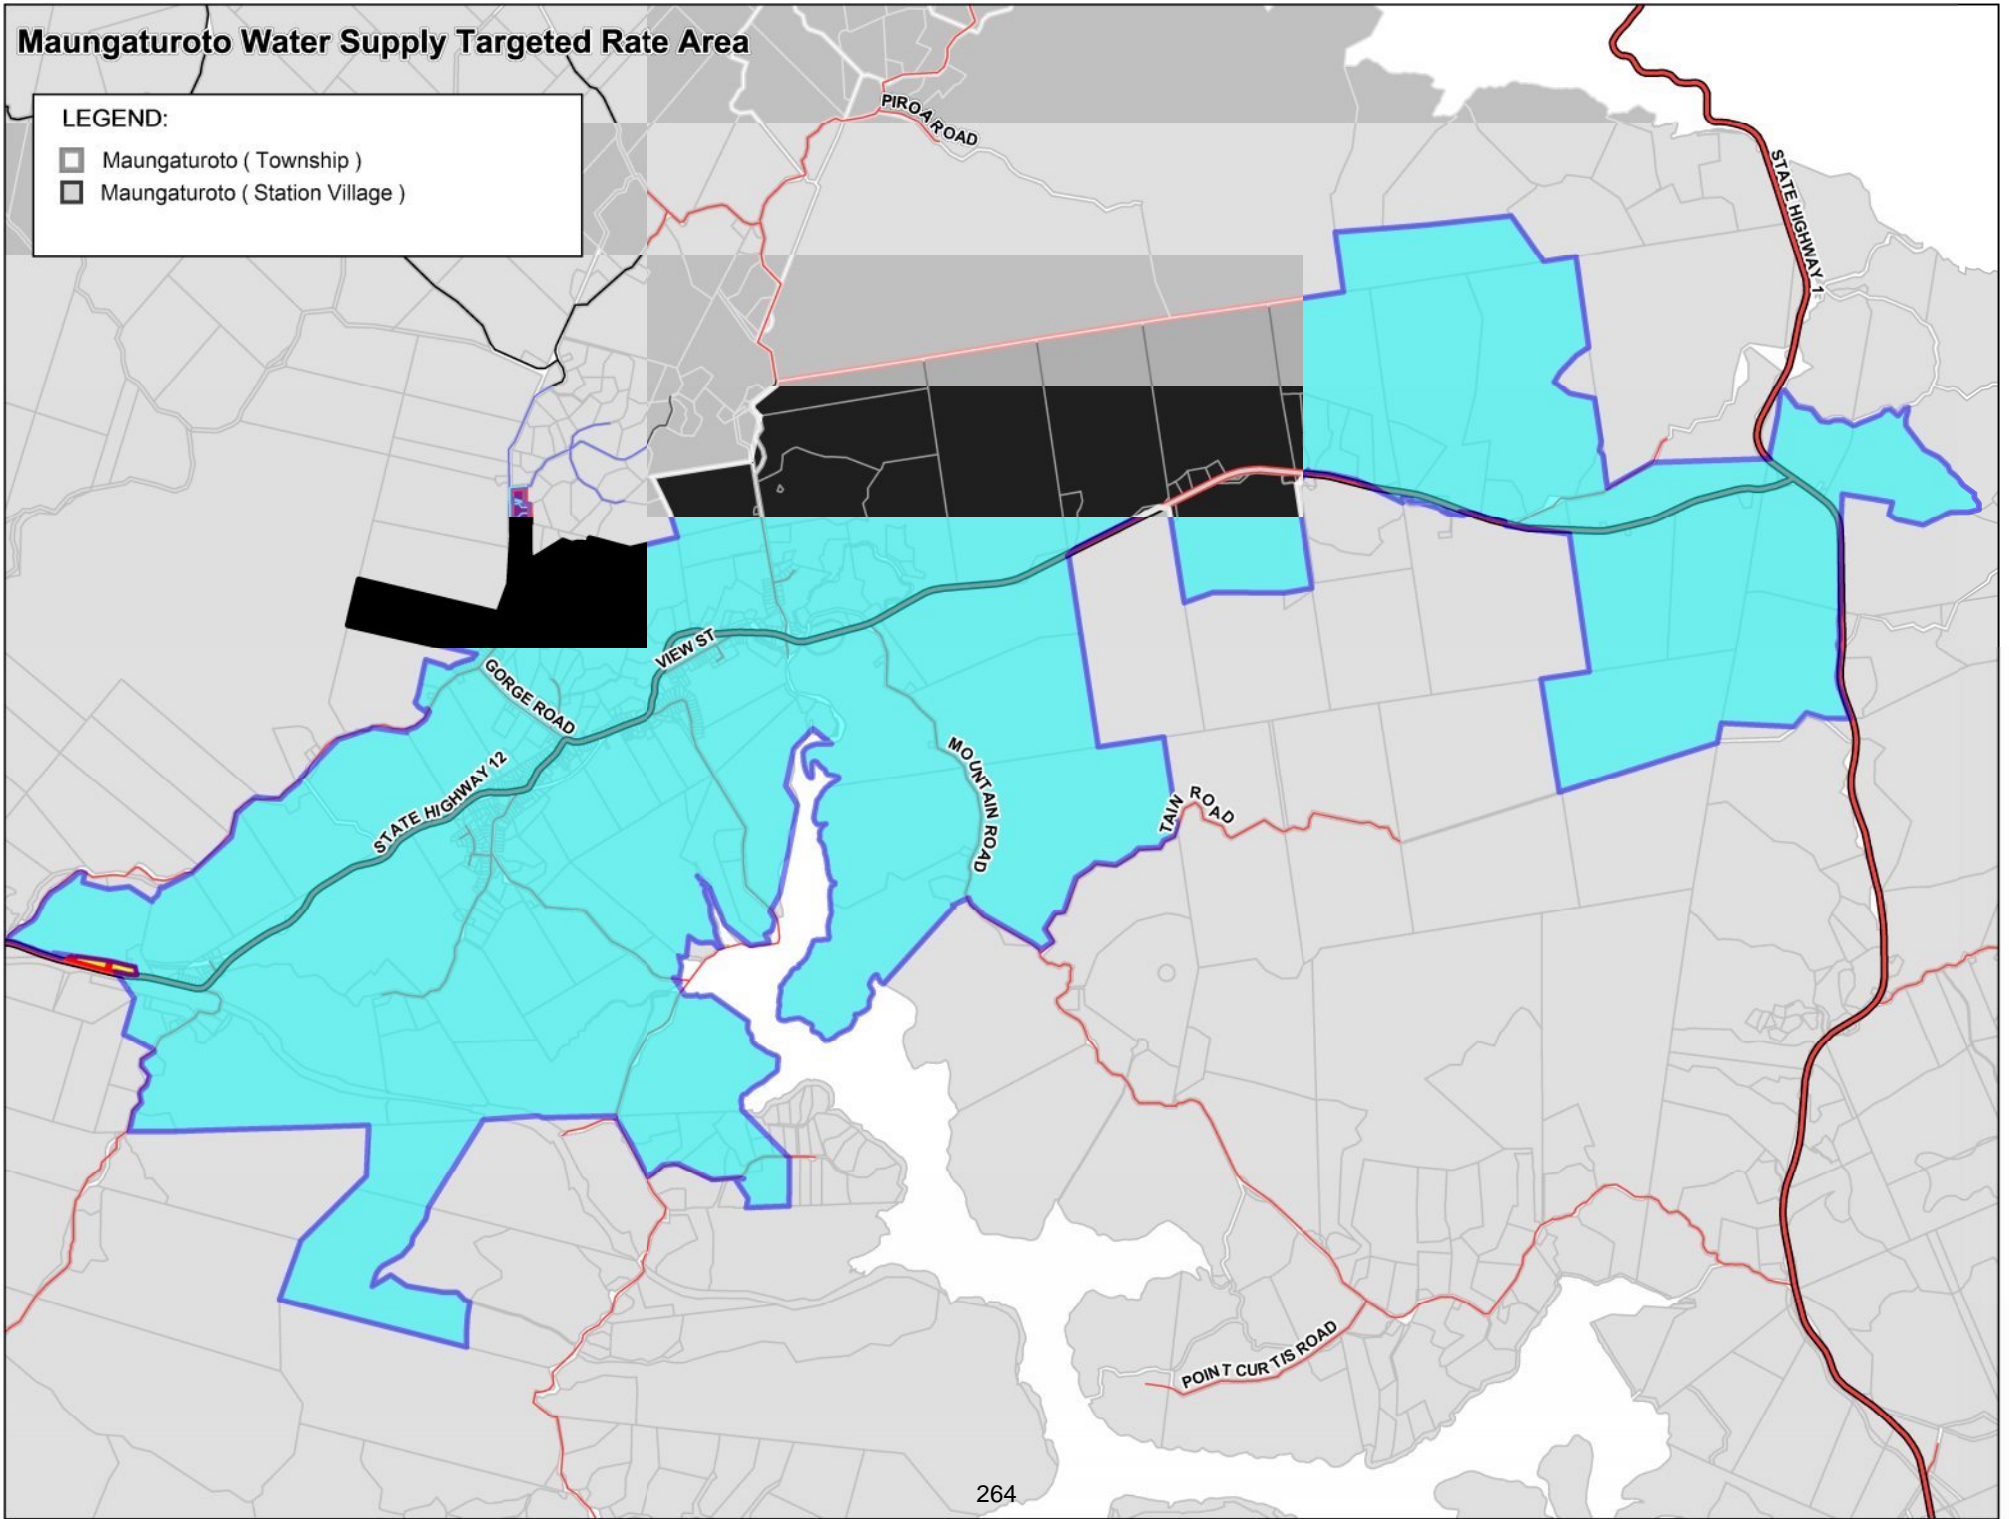 Maungaturoto Water Supply Targeted Rate Area
LEGEND:
Maungaturoto ( Township )
Maungaturoto ( Station Village )
PIROA ROAD
STATE HIGHWAY 1
VIEW ST
GORGE ROAD
STATE HIGHWAY 12
MOUNTAIN ROAD
TAIN ROAD
POINT CURTIS ROAD
264